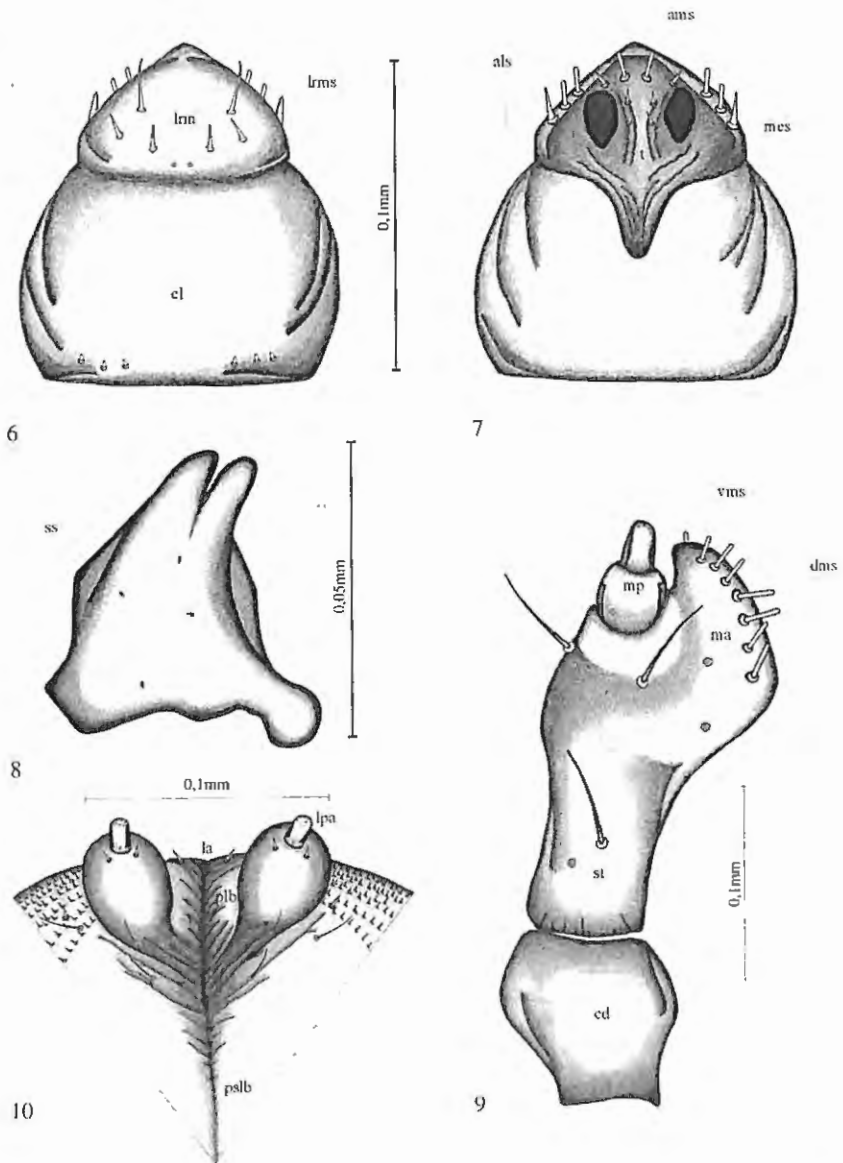 ams
als
lrms
lrm
mes
t
0,1mm
cl
6
7
vms
ss
dms
0,05mm
mp
ma
8
0,1mm
lpa
la
plb
st
0,1mm
cd
pslb
10
9